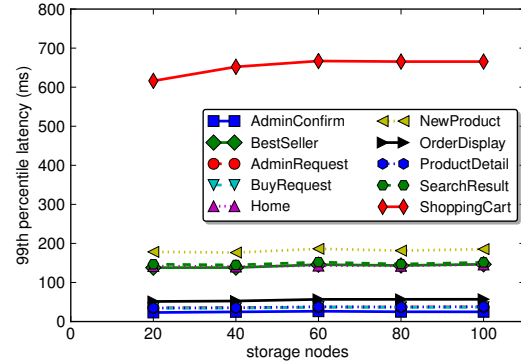 800
700
600
500
400
300
200
100
0
99th percentile latency (ms)
AdminConfirm
BestSeller
AdminRequest
BuyRequest
Home
NewProduct
OrderDisplay
ProductDetail
SearchResult
ShoppingCart
0 20 40 60 80 100
storage nodes